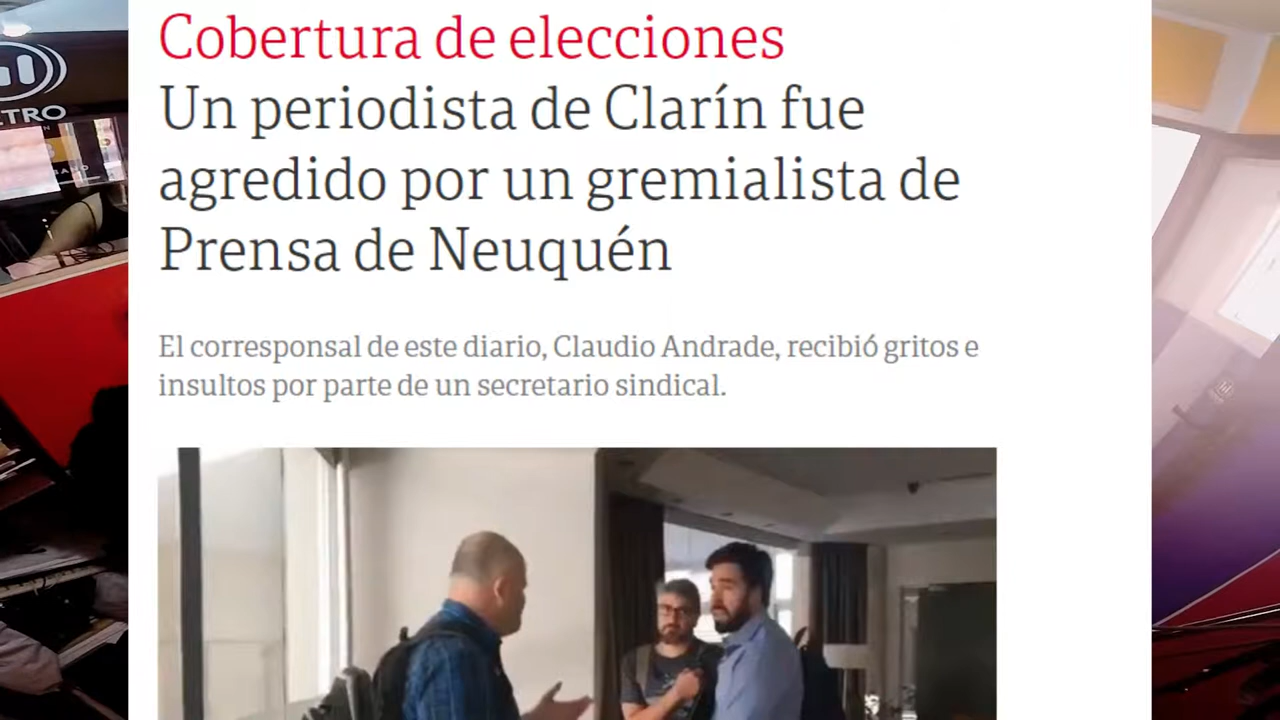 Cobertura de elecciones
Un periodista de Clarín fue
agredido por un gremialista de
Prensa de Neuquén
El corresponsal de este diario, Claudio Andrade, recibió gritos e
insultos por parte de un secretario sindical.